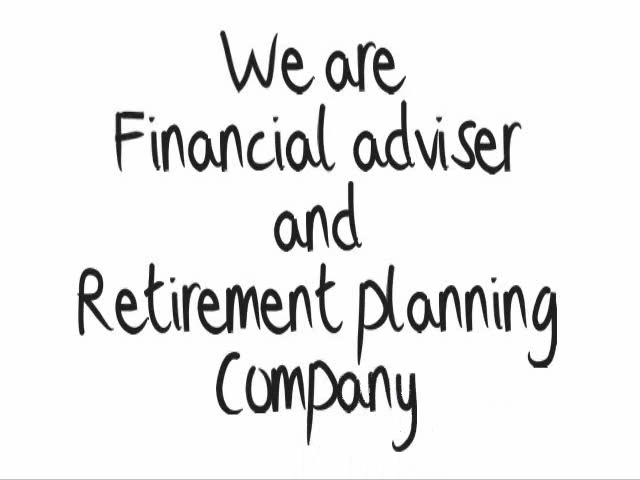 We are
Financial adviser
and
Retirement planning
Company